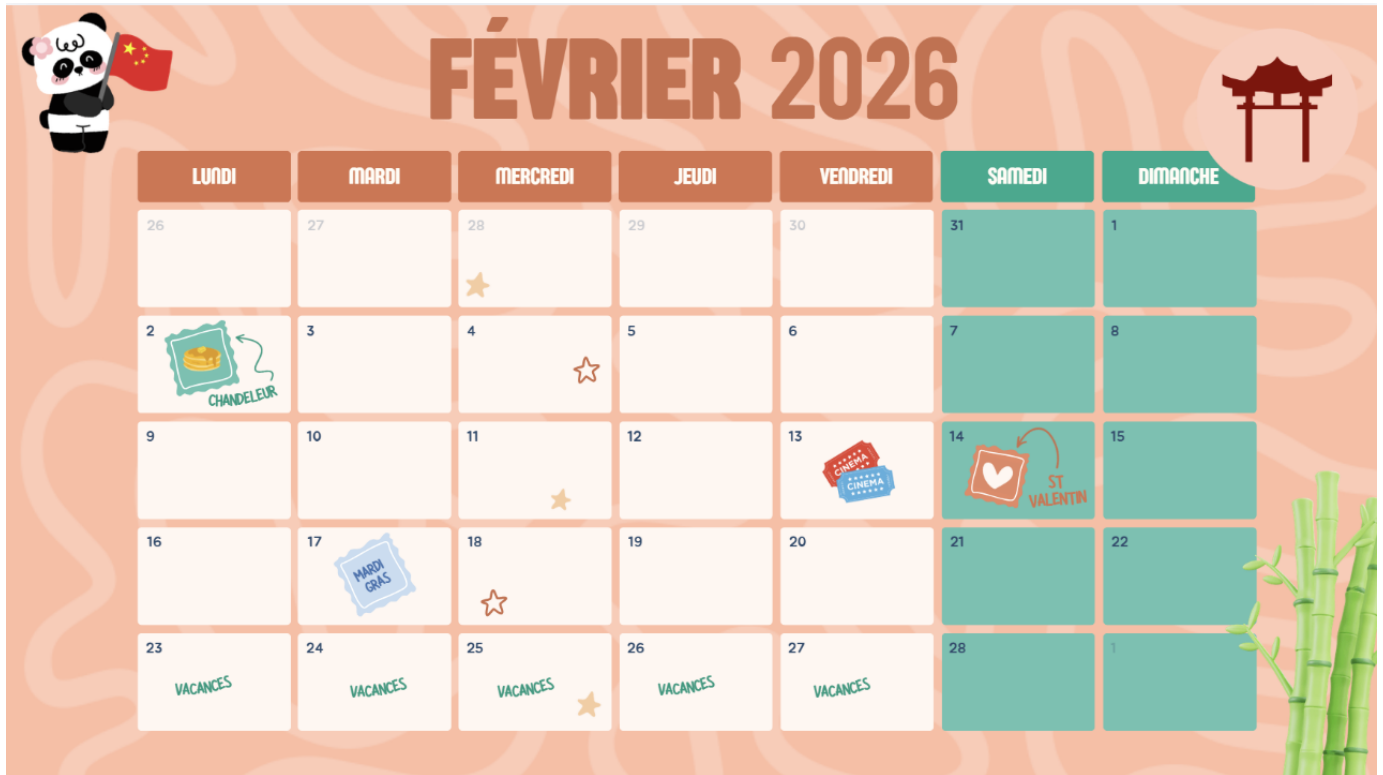 FÉVRIER 2026
LUNDI MARDI MERCREDI JEUDI VENDREDI SAMEDI DIMANCHE
26 27 28 29 30 31 1
2 3 4 5 6 7 8
CHANDELEUR
9 10 11 12 13 14 15
CINEMA
CINEMA
ST
VALENTIN
16 17 18 19 20 21 22
MARDI
GRAS
23 24 25 26 27 28 1
VACANCES VACANCES VACANCES VACANCES VACANCES